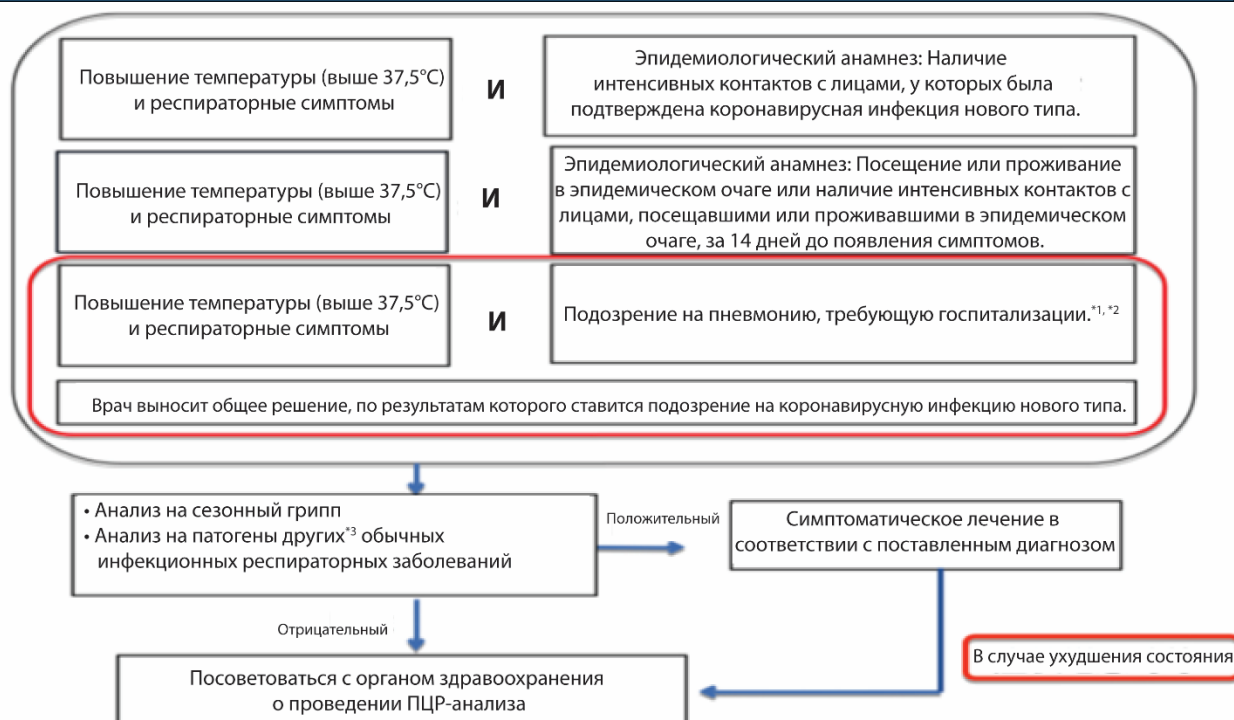 Повышение температуры (выше 37,5°C)
и респираторные симптомы
И
Эпидемиологический анамнез: Наличие
интенсивных контактов с лицами, у которых была
подтверждена коронавирусная инфекция нового типа.
Повышение температуры (выше 37,5°C)
и респираторные симптомы
И
Эпидемиологический анамнез: Посещение или проживание
в эпидемическом очаге или наличие интенсивных контактов с
лицами, посещавшими или проживавшими в эпидемическом
очаге, за 14 дней до появления симптомов.
Повышение температуры (выше 37,5°C)
и респираторные симптомы
И
Подозрение на пневмонию, требующую госпитализации.*1, *2
Врач выносит общее решение, по результатам которого ставится подозрение на коронавирусную инфекцию нового типа.
• Анализ на сезонный грипп
• Анализ на патогены других*3 обычных
инфекционных респираторных заболеваний
Положительный
Симптоматическое лечение в
соответствии с поставленным диагнозом
Отрицательный
В случае ухудшения состояния
Посоветоваться с органом здравоохранения
о проведении ПЦР-анализа